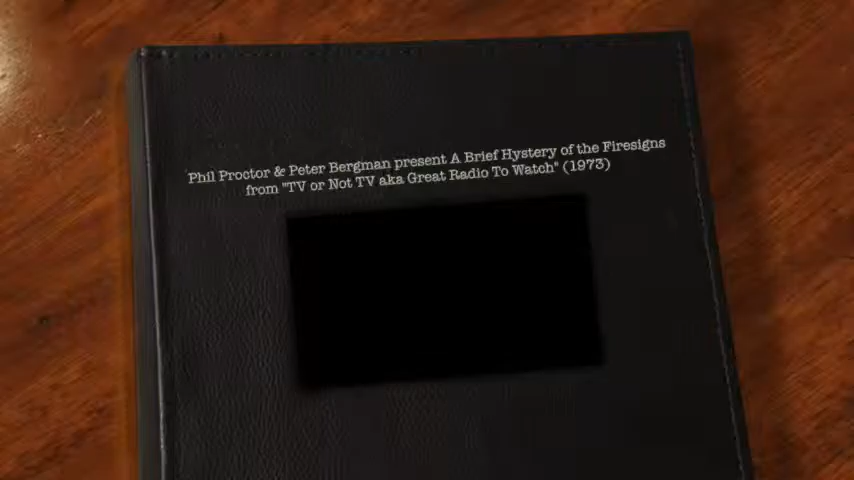 Phil Proctor & Peter Bergman present A Brief Hystery of the Firesigns
from "TV or Not TV aka Great Radio To Watch" (1973)